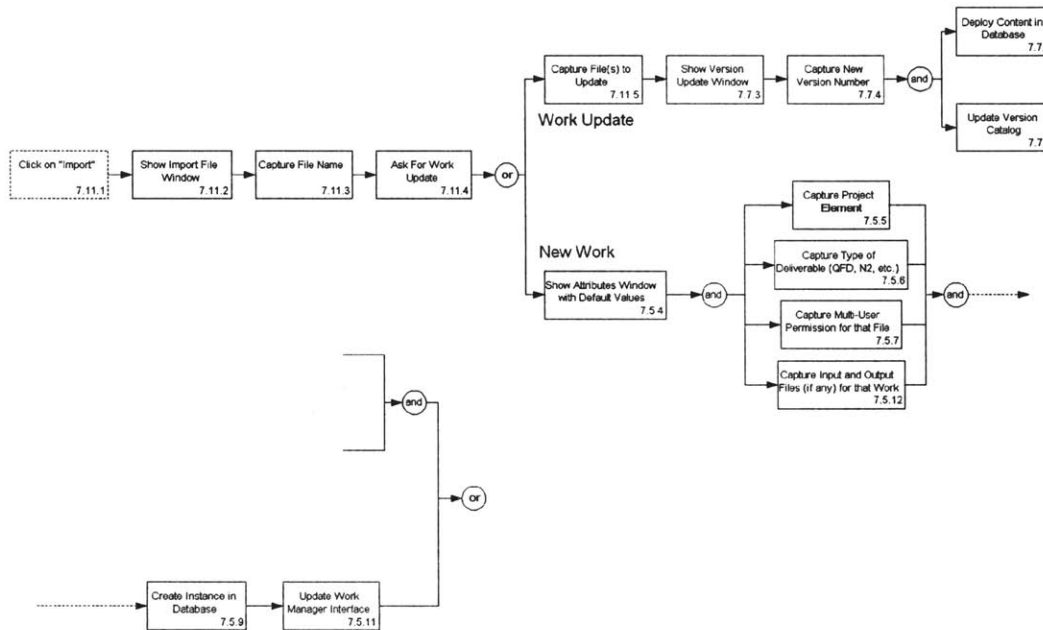 Deploy Content in
Database
7.7
Capture File(s) to
Update
7.11.5
Show Version
Update Window
7.7.3
Capture New
Version Number
7.7.4
and
Work Update
Update Version
Catalog
7.7
Click on "Import"
7.11.1
Show Import File
Window
7.11.2
Capture File Name
7.11.3
Ask For Work
Update
7.11.4
or
New Work
Show Attributes Window
with Default Values
7.5.4
and
Capture Project
Element
7.5.5
Capture Type of
Deliverable (QFD, N2, etc.)
7.5.6
Capture Multi-User
Permission for that File
7.5.7
Capture Input and Output
Files (if any) for that Work
7.5.12
and
and
or
Create Instance in
Database
7.5.9
Update Work
Manager Interface
7.5.11